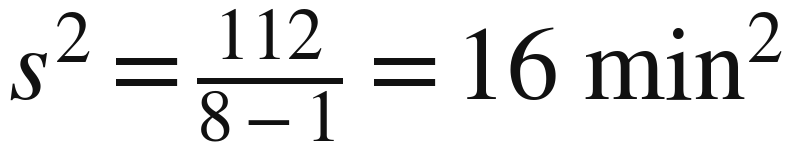 s² = 112 / (8 − 1) = 16 min²